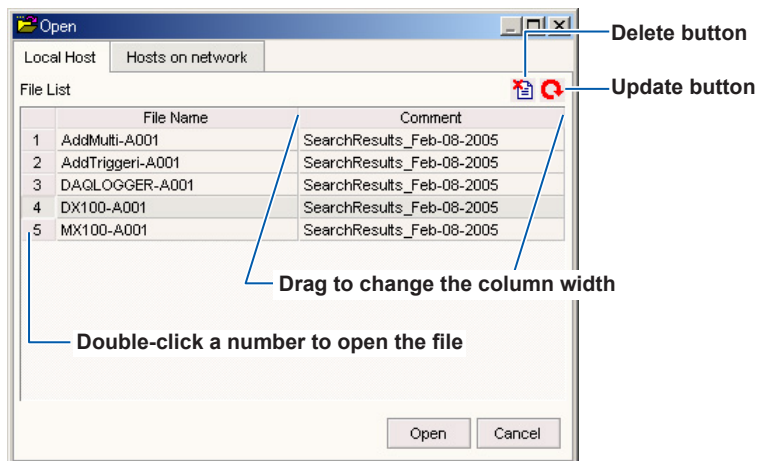 Open
Delete button
Local Host Hosts on network
File List
Update button
File Name Comment
1 AddMulti-A001 SearchResults_Feb-08-2005
2 AddTriggeri-A001 SearchResults_Feb-08-2005
3 DAQLOGGER-A001 SearchResults_Feb-08-2005
4 DX100-A001 SearchResults_Feb-08-2005
5 MX100-A001 SearchResults_Feb-08-2005
Drag to change the column width
Double-click a number to open the file
Open Cancel